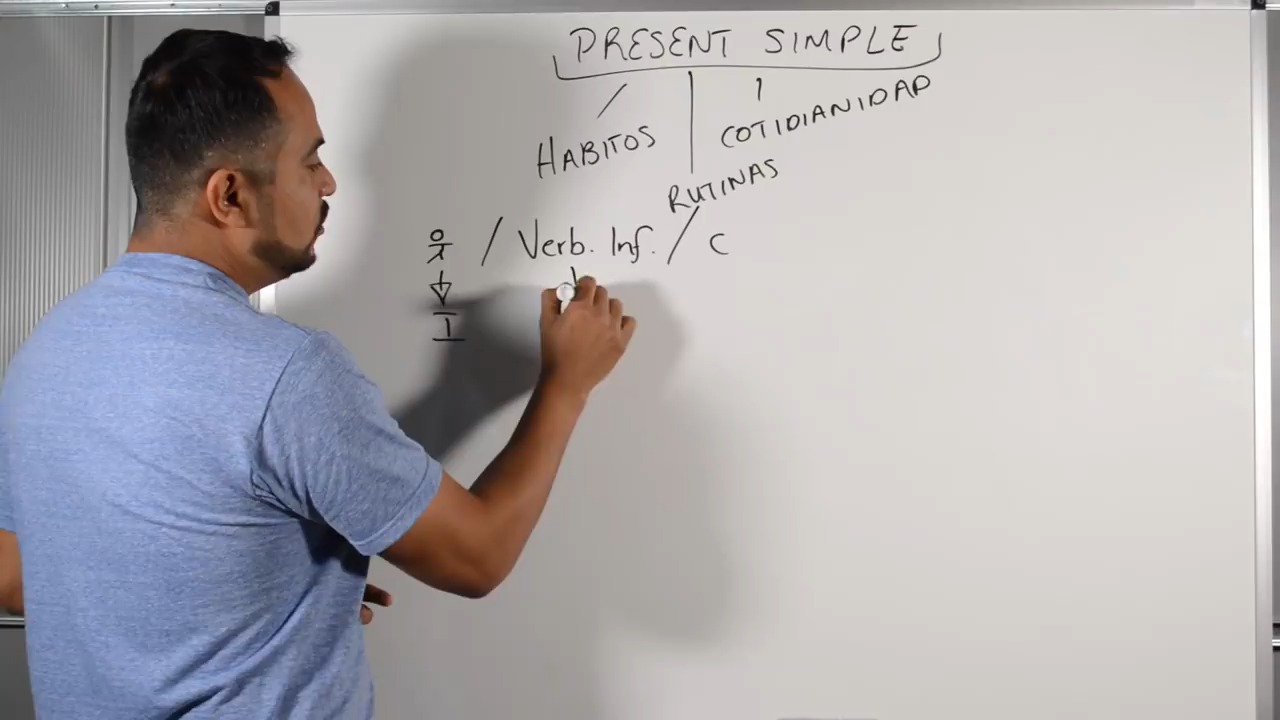 PRESENT SIMPLE
HABITOS
COTIDIANIDAD
RUTINAS
/ Verb. Inf. / C
I